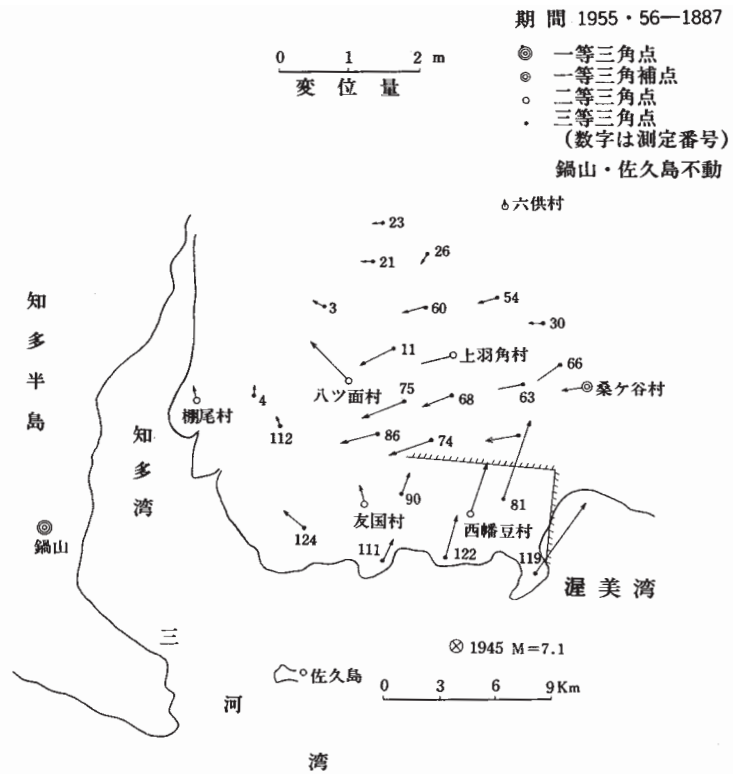 期間 1955・56—1887
0 1 2 m
変位量
一等三角点
一等三角補点
二等三角点
三等三角点
(数字は測定番号)
鍋山・佐久島不動
六供村
23
21
26
3
60
54
30
11
上羽角村
66
八ツ面村
75
68
63
桑ケ谷村
知多半島
棚尾村
4
112
86
74
知多湾
90
81
友国村
西幡豆村
124
111
122
119
鍋山
渥美湾
三河湾
1945 M=7.1
佐久島
0 3 6 9Km